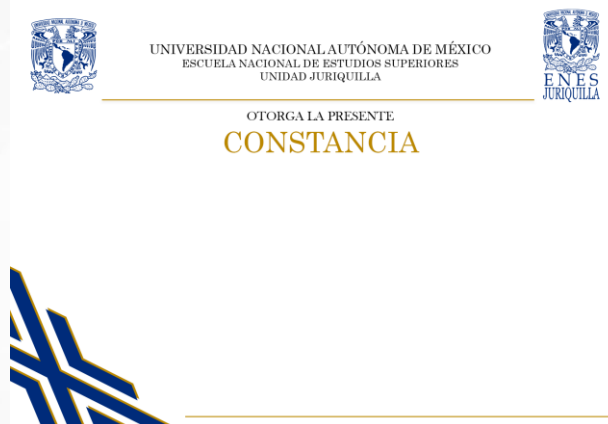 UNIVERSIDAD NACIONAL AUTÓNOMA DE MÉXICO
ESCUELA NACIONAL DE ESTUDIOS SUPERIORES
UNIDAD JURIQUILLA
ENES
JURIQUILLA
OTORGA LA PRESENTE
CONSTANCIA